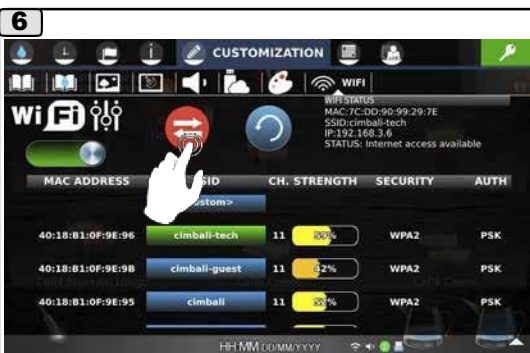 6
CUSTOMIZATION
WIFI
WiFi
WIFI STATUS
MAC:7C:DD:90:99:29:7E
SSID:cimbali-tech
IP:192.168.3.6
STATUS: Internet access available
MAC ADDRESS SSID CH. STRENGTH SECURITY AUTH
custom>
40:18:B1:0F:9E:96 cimbali-tech 11 WPA2 PSK
40:18:B1:0F:9E:9B cimbali-guest 11 42% WPA2 PSK
40:18:B1:0F:9E:95 cimbali 11 WPA2 PSK
HH:MM DD/MM/YYYY